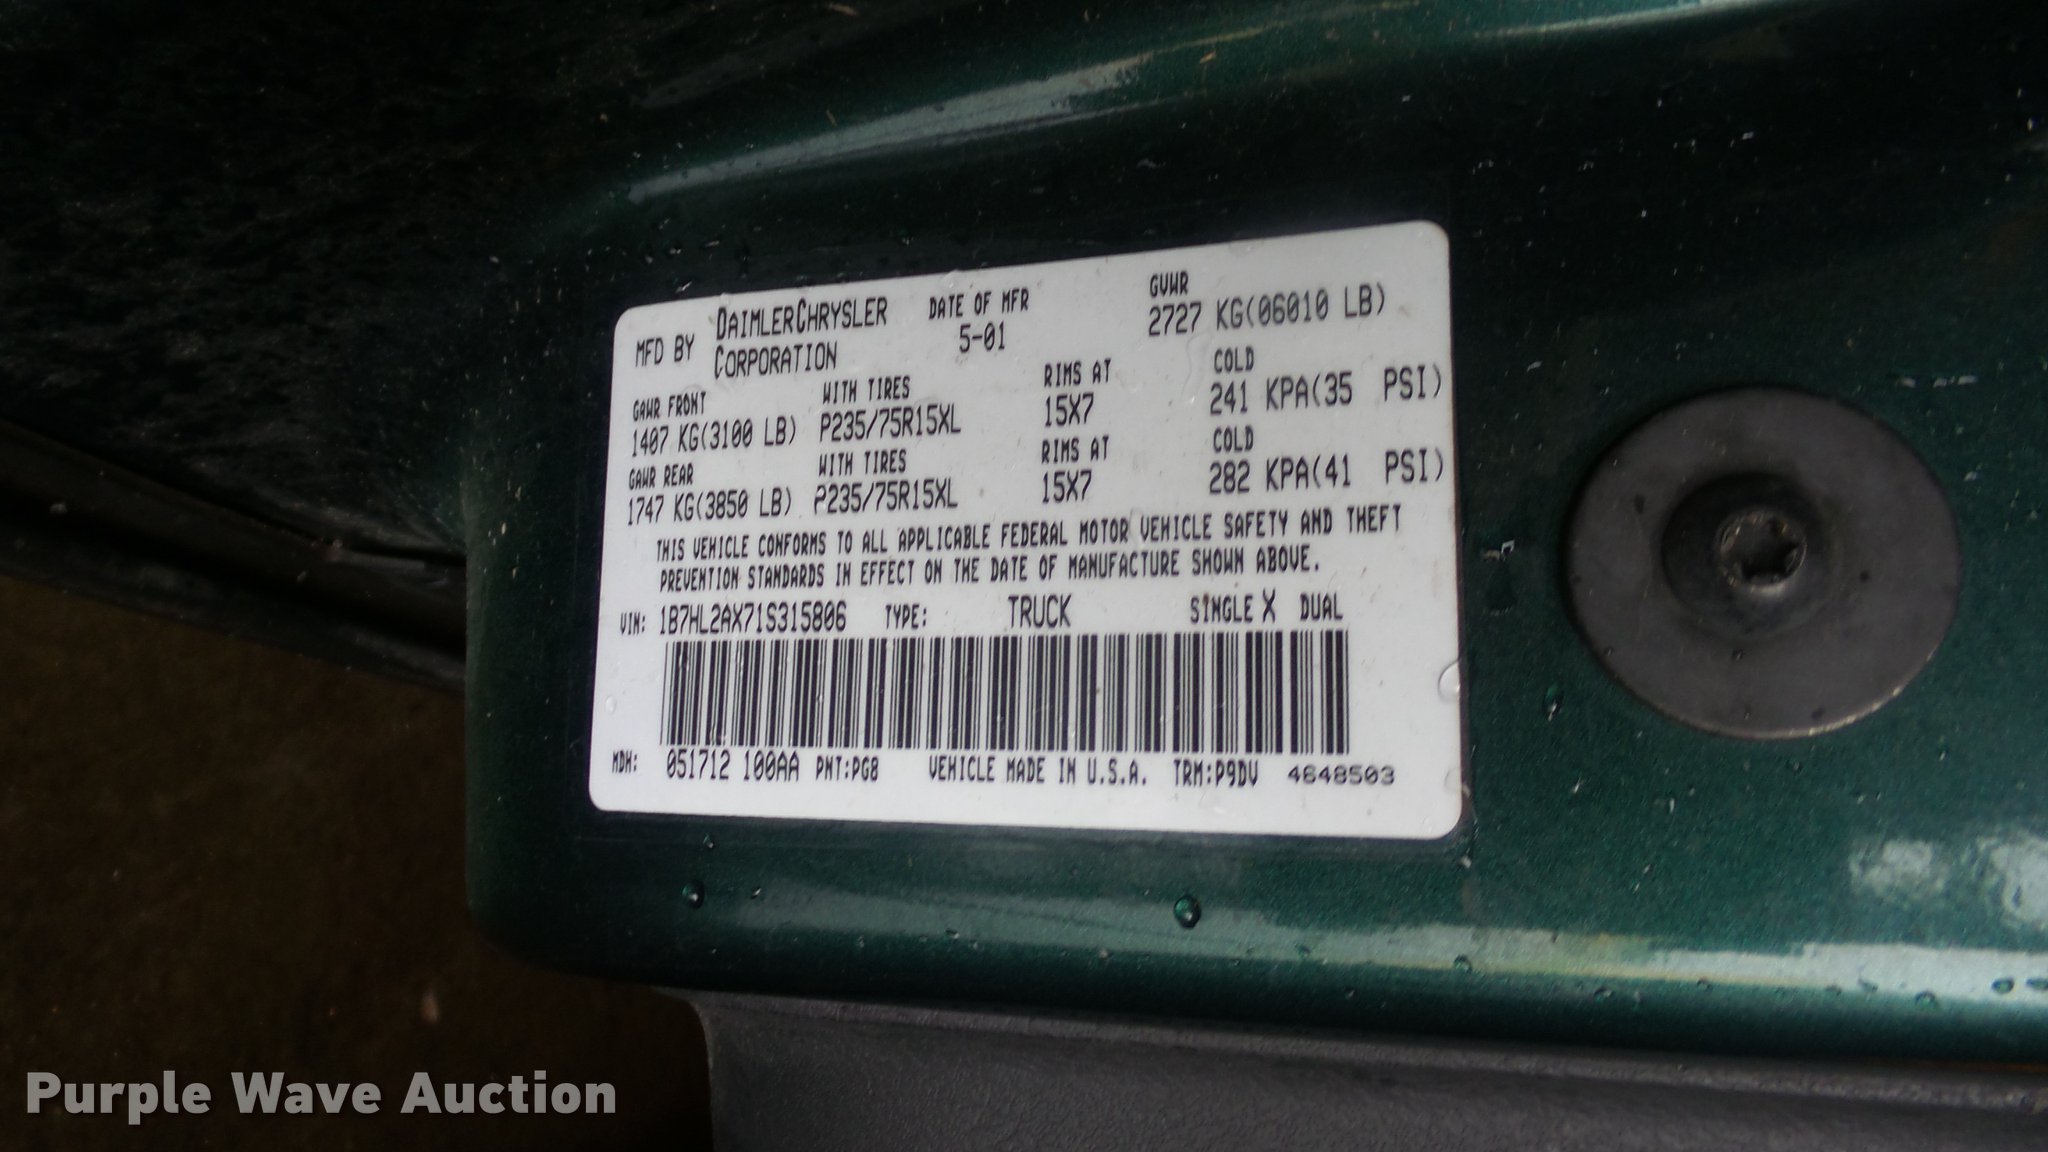 MFD BY DAIMLERCHRYSLER CORPORATION DATE OF MFR 5-01 GVWR 2727 KG(06010 LB)
GAWR FRONT WITH TIRES RIMS AT COLD
1407 KG(3100 LB) P235/75R15XL 15X7 241 KPA(35 PSI)
GAWR REAR WITH TIRES RIMS AT COLD
1747 KG(3850 LB) P235/75R15XL 15X7 282 KPA(41 PSI)
THIS VEHICLE CONFORMS TO ALL APPLICABLE FEDERAL MOTOR VEHICLE SAFETY AND THEFT
PREVENTION STANDARDS IN EFFECT ON THE DATE OF MANUFACTURE SHOWN ABOVE.
VIN: 1B7HL2AX71S315806 TYPE: TRUCK SINGLE X DUAL
MDH: 051712 100AA PNT:PG8 VEHICLE MADE IN U.S.A. TRM:P9DV 4648503
Purple Wave Auction